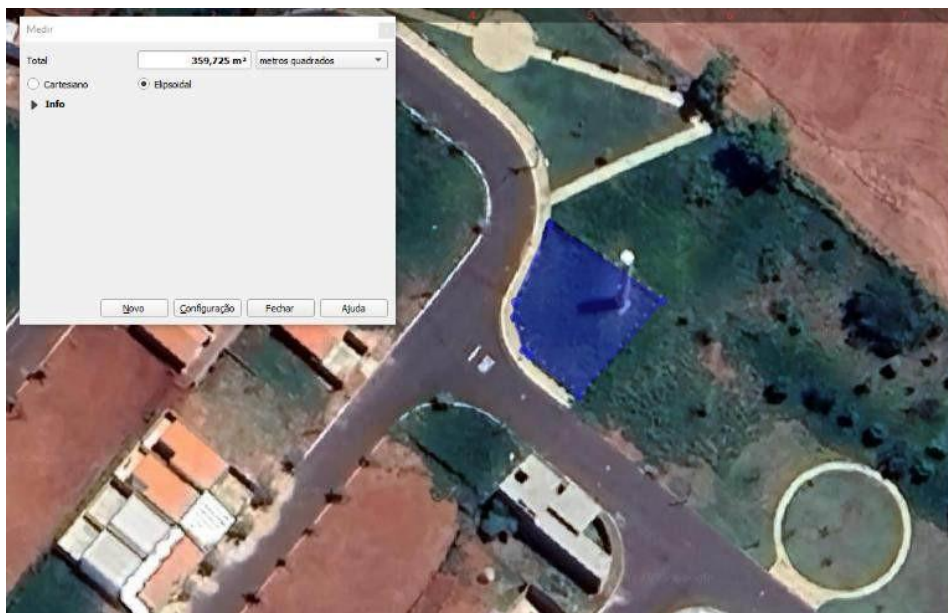 Medir
Total 359,725 m² metros quadrados
Cartesiano Elipsoidal
Info
Novo Configuração Fechar Ajuda